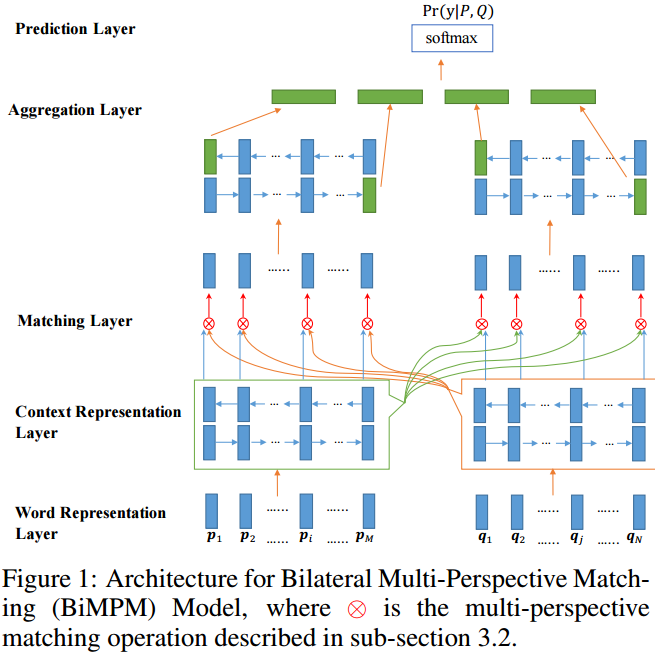 Pr(y|P, Q)
Prediction Layer
softmax
Aggregation Layer
... ... ... ...
... ... ... ...
...... ...... ...... ......
Matching Layer
Context Representation
Layer
... ... ... ...
... ... ... ...
Word Representation
Layer
...... ...... ...... ......
p1 p2 ...... pi ...... pM q1 q2 ...... qj ...... qN
Figure 1: Architecture for Bilateral Multi-Perspective Match-
ing (BiMPM) Model, where ⊗ is the multi-perspective
matching operation described in sub-section 3.2.